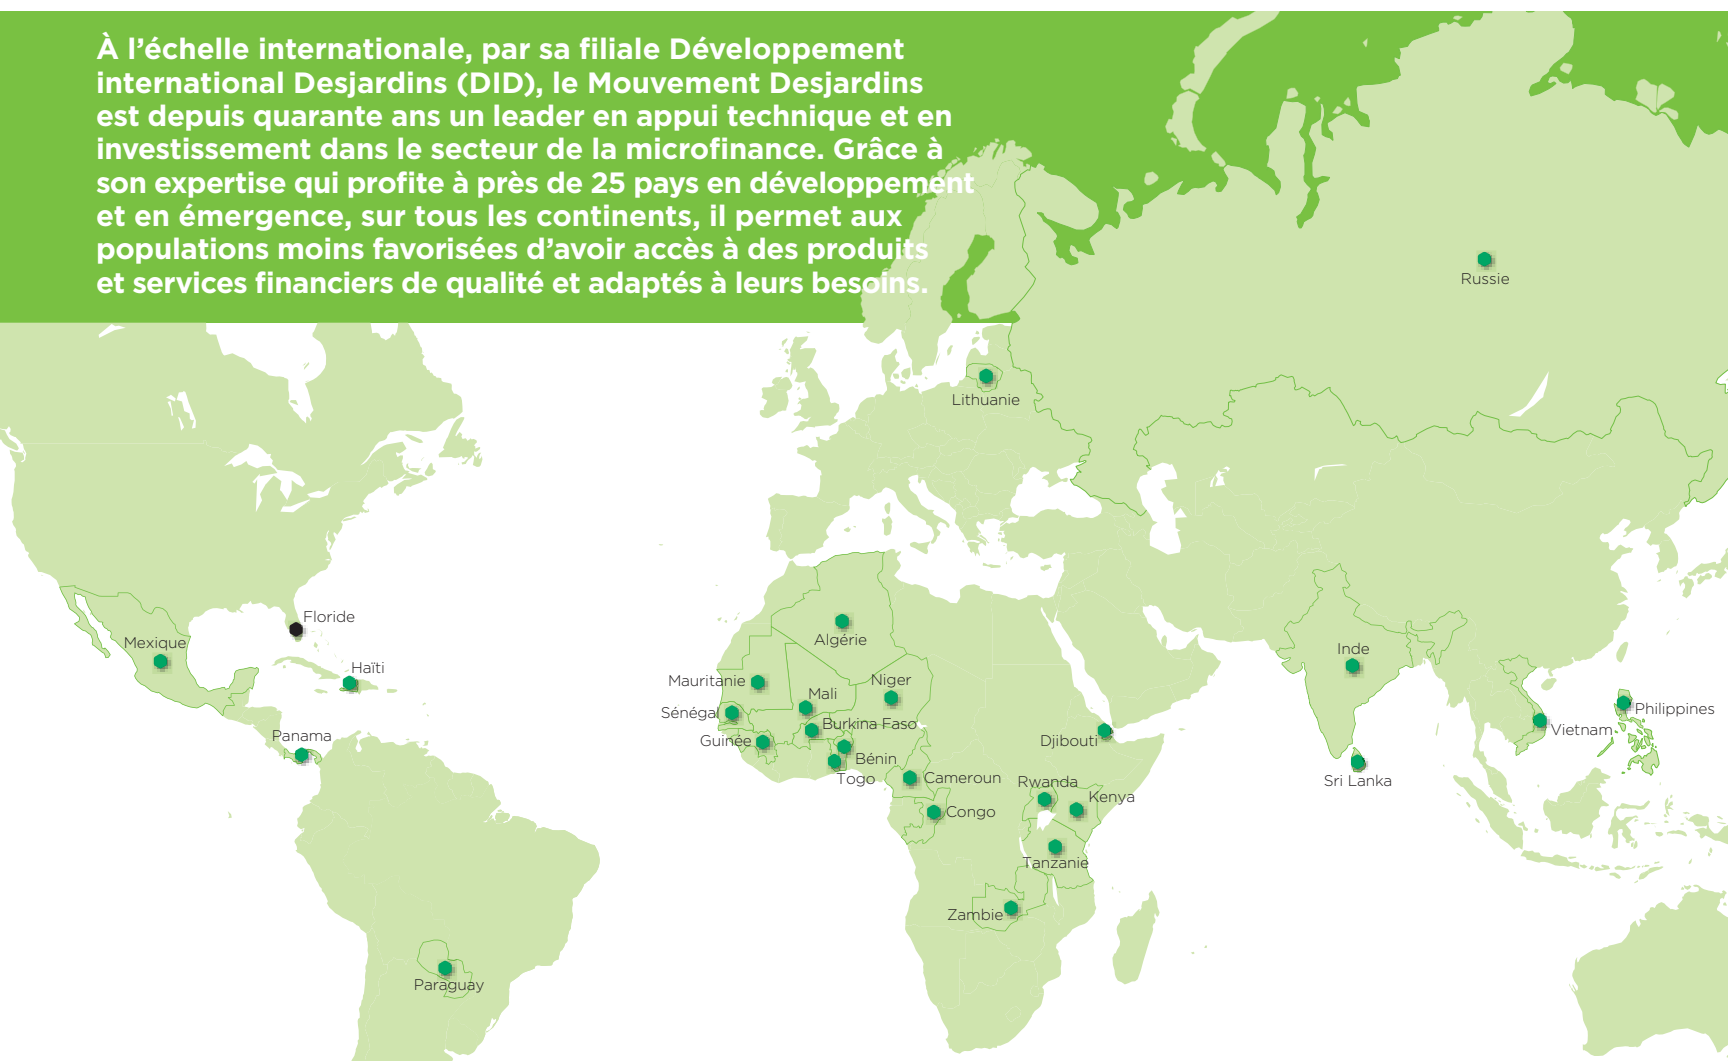 À l’échelle internationale, par sa filiale Développement
international Desjardins (DID), le Mouvement Desjardins
est depuis quarante ans un leader en appui technique et en
investissement dans le secteur de la microfinance. Grâce à
son expertise qui profite à près de 25 pays en développement
et en émergence, sur tous les continents, il permet aux
populations moins favorisées d’avoir accès à des produits
et services financiers de qualité et adaptés à leurs besoins.
Russie
Lithuanie
Floride
Mexique
Haïti
Panama
Paraguay
Algérie
Mauritanie
Mali
Niger
Sénégal
Burkina Faso
Guinée
Bénin
Togo
Cameroun
Congo
Djibouti
Rwanda
Kenya
Tanzanie
Zambie
Inde
Sri Lanka
Vietnam
Philippines